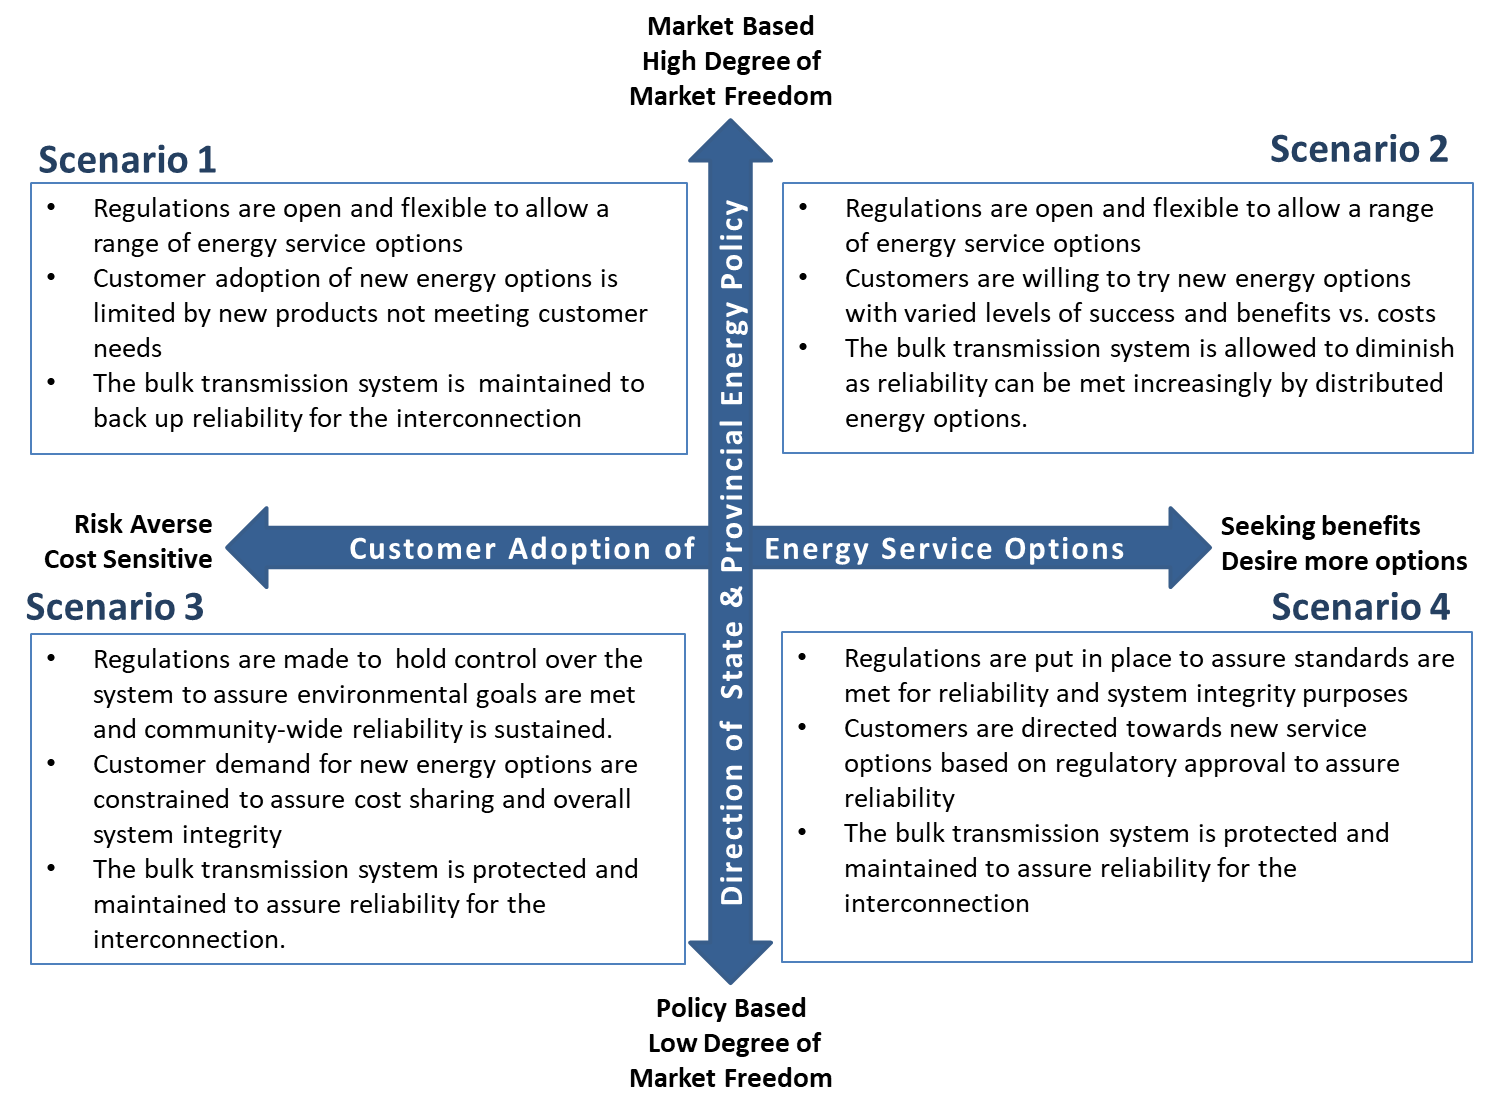 Market Based
High Degree of
Market Freedom
Scenario 1
• Regulations are open and flexible to allow a
range of energy service options
• Customer adoption of new energy options is
limited by new products not meeting customer
needs
• The bulk transmission system is maintained to
back up reliability for the interconnection
Scenario 2
• Regulations are open and flexible to allow a range
of energy service options
• Customers are willing to try new energy options
with varied levels of success and benefits vs. costs
• The bulk transmission system is allowed to diminish
as reliability can be met increasingly by distributed
energy options.
Direction of State & Provincial Energy Policy
Risk Averse
Cost Sensitive
Customer Adoption of Energy Service Options
Seeking benefits
Desire more options
Scenario 3
• Regulations are made to hold control over the
system to assure environmental goals are met
and community-wide reliability is sustained.
• Customer demand for new energy options are
constrained to assure cost sharing and overall
system integrity
• The bulk transmission system is protected and
maintained to assure reliability for the
interconnection.
Scenario 4
• Regulations are put in place to assure standards are
met for reliability and system integrity purposes
• Customers are directed towards new service
options based on regulatory approval to assure
reliability
• The bulk transmission system is protected and
maintained to assure reliability for the
interconnection
Policy Based
Low Degree of
Market Freedom